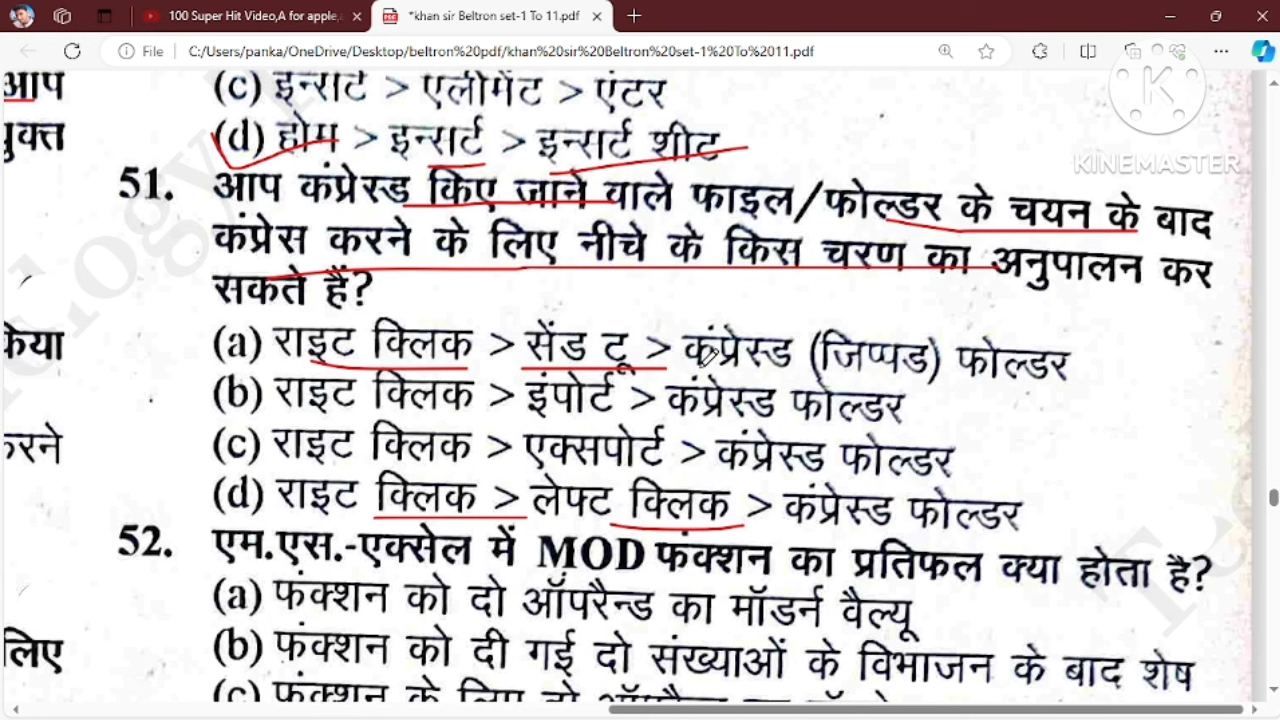 100 Super Hit Video,A for apple,
*khan sir Beltron set-1 To 11.pdf
File C:/Users/panka/OneDrive/Desktop/beltron%20pdf/khan%20sir%20Beltron%20set-1%20To%2011.pdf
K
KINEMASTER
आप
(c) इन्सर्ट > एलीमेंट > एंटर
युक्त
(d) होम > इन्सर्ट > इन्सर्ट शीट
51. आप कंप्रेस्ड किए जाने वाले फाइल/फोल्डर के चयन के बाद
कंप्रेस करने के लिए नीचे के किस चरण का अनुपालन कर
सकते हैं?
किया
(a) राइट क्लिक > सेंड टू > कंप्रेस्ड (जिप्पड) फोल्डर
(b) राइट क्लिक > इंपोर्ट > कंप्रेस्ड फोल्डर
करने
(c) राइट क्लिक > एक्सपोर्ट > कंप्रेस्ड फोल्डर
(d) राइट क्लिक > लेफ्ट क्लिक > कंप्रेस्ड फोल्डर
52. एम.एस.-एक्सेल में MOD फंक्शन का प्रतिफल क्या होता है?
(a) फंक्शन को दो ऑपरैन्ड का मॉडर्न वैल्यू
लिए
(b) फंक्शन को दी गई दो संख्याओं के विभाजन के बाद शेष
(c) फंक्शन के लिए दो